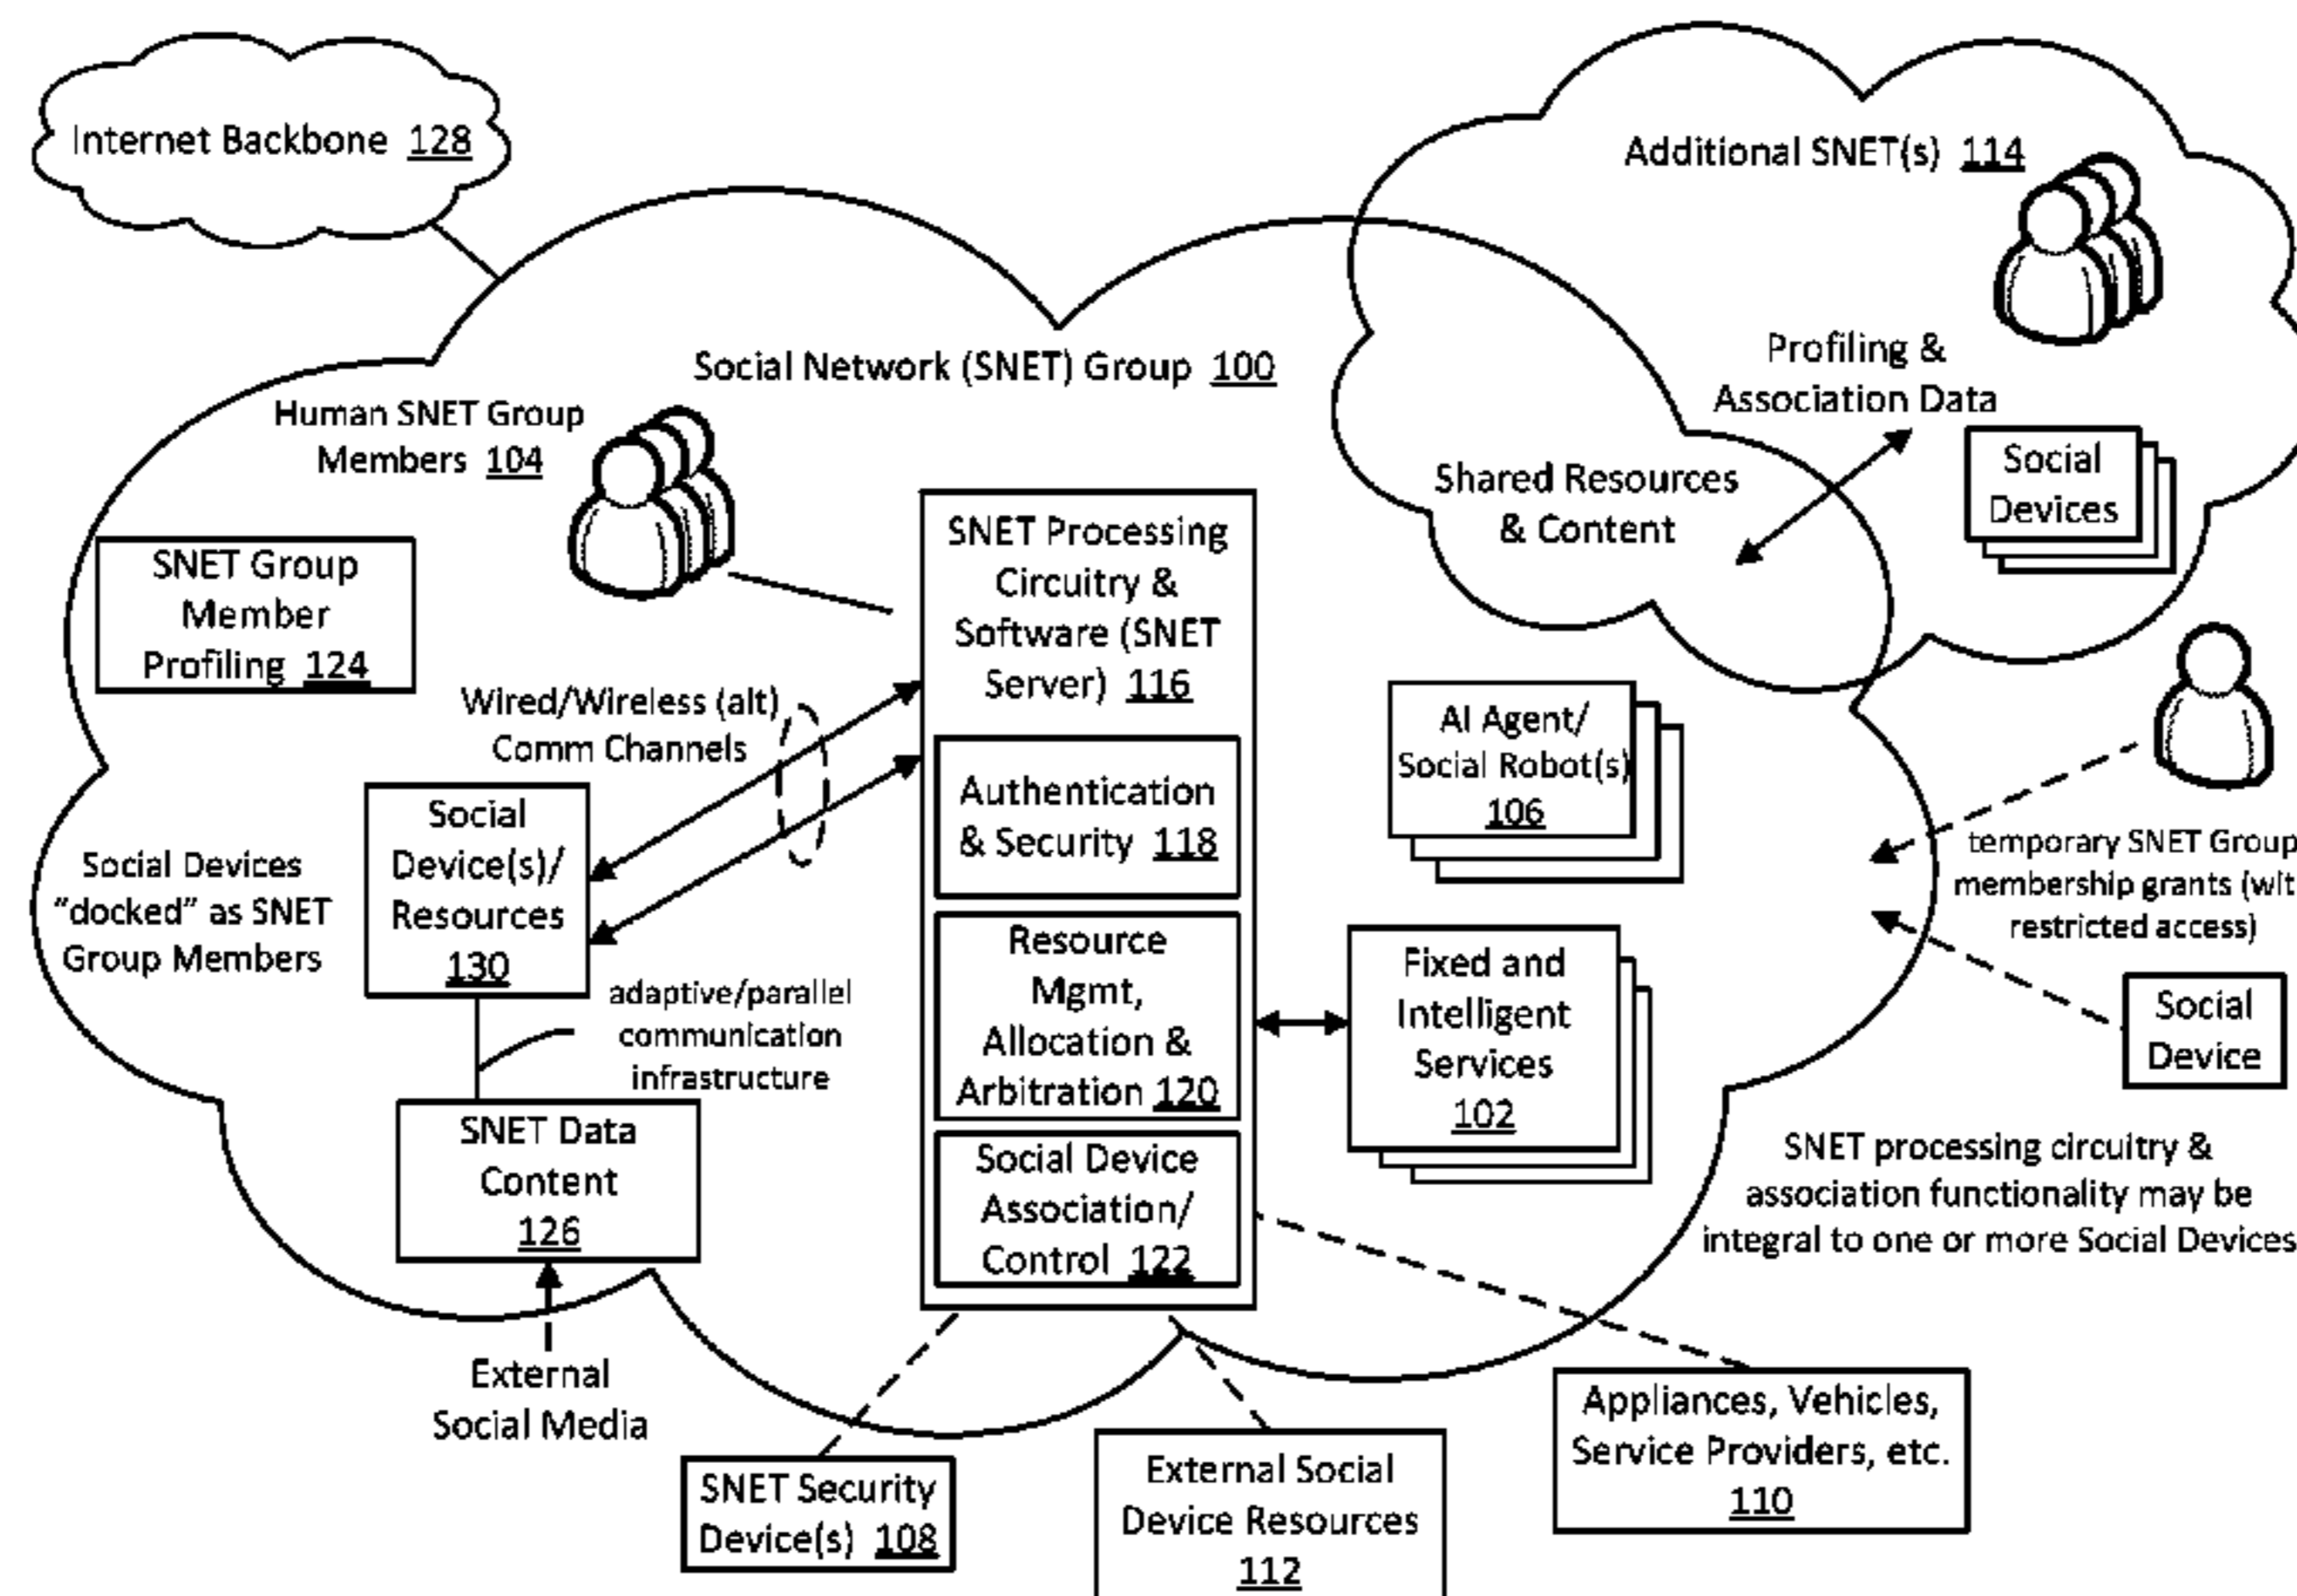 Internet Backbone 128
Additional SNET(s) 114
Profiling &
Association Data
Social
Devices
Social Network (SNET) Group 100
Human SNET Group
Members 104
Shared Resources
& Content
SNET Group
Member
Profiling 124
SNET Processing
Circuitry &
Software (SNET
Server) 116
Wired/Wireless (alt)
Comm Channels
AI Agent/
Social Robot(s)
106
Authentication
& Security 118
Social
Device(s)/
Resources
130
Social Devices
“docked” as SNET
Group Members
temporary SNET Group
membership grants (wit
restricted access)
Resource
Mgmt,
Allocation &
Arbitration 120
Fixed and
Intelligent
Services
102
adaptive/parallel
communication
infrastructure
Social
Device
SNET Data
Content
126
Social Device
Association/
Control 122
SNET processing circuitry &
association functionality may be
integral to one or more Social Devices
External
Social Media
SNET Security
Device(s) 108
External Social
Device Resources
112
Appliances, Vehicles,
Service Providers, etc.
110